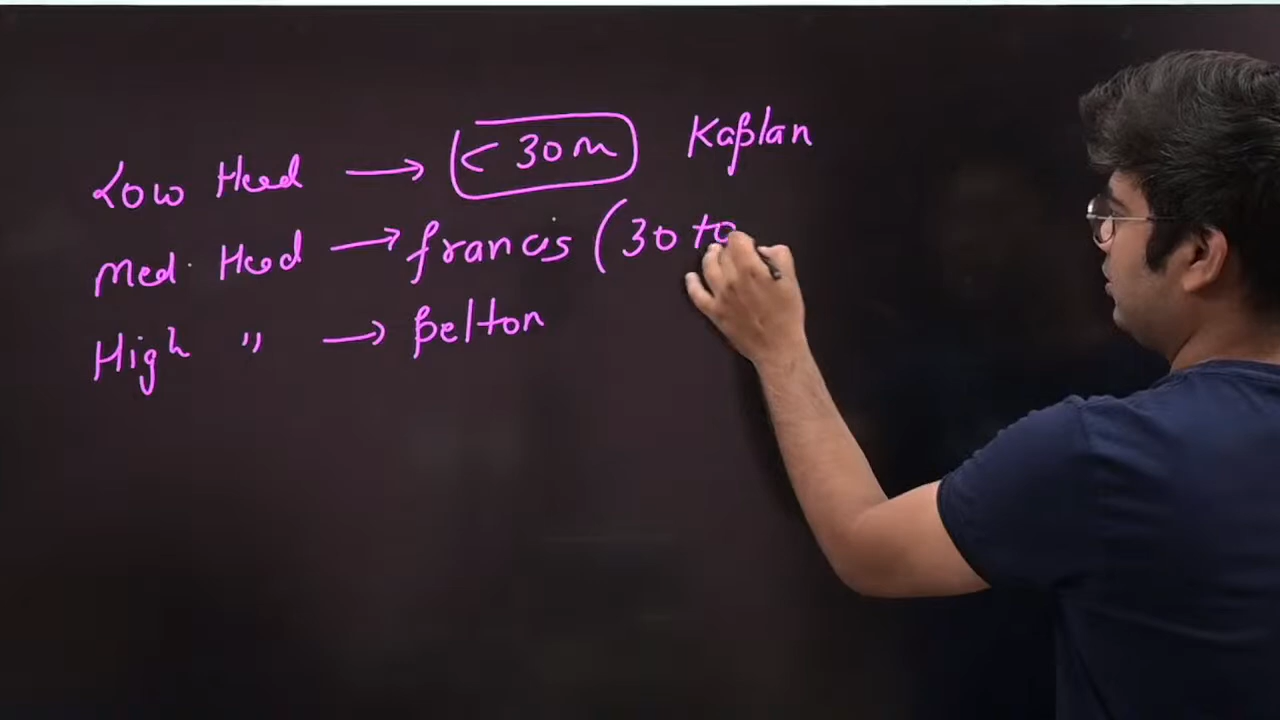 Low Head → < 30m Kaplan
Med. Head → francis (30 to
High " → Pelton